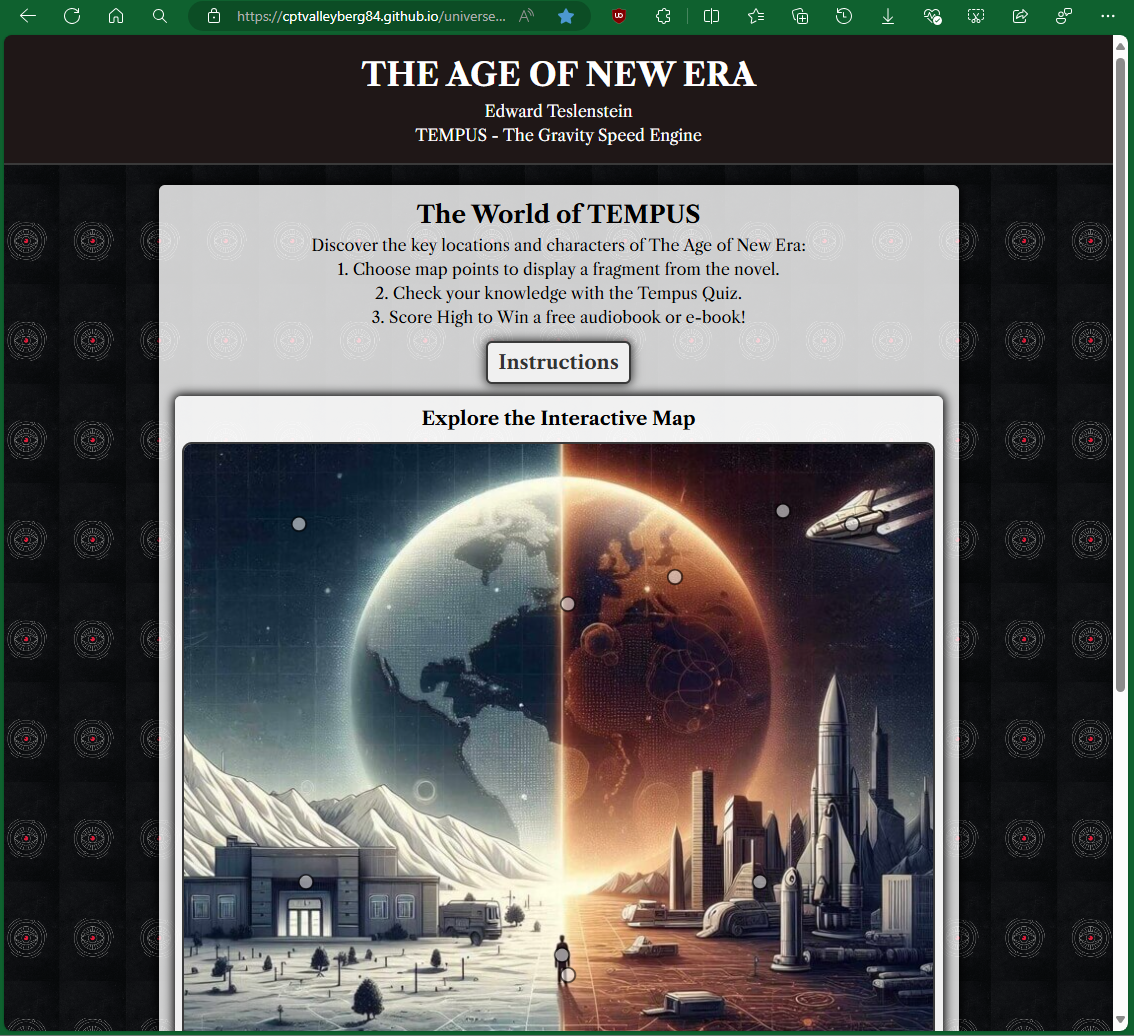 https://cptvalleyberg84.github.io/universe...
THE AGE OF NEW ERA
Edward Teslenstein
TEMPUS - The Gravity Speed Engine
The World of TEMPUS
Discover the key locations and characters of The Age of New Era:
1. Choose map points to display a fragment from the novel.
2. Check your knowledge with the Tempus Quiz.
3. Score High to Win a free audiobook or e-book!
Instructions
Explore the Interactive Map